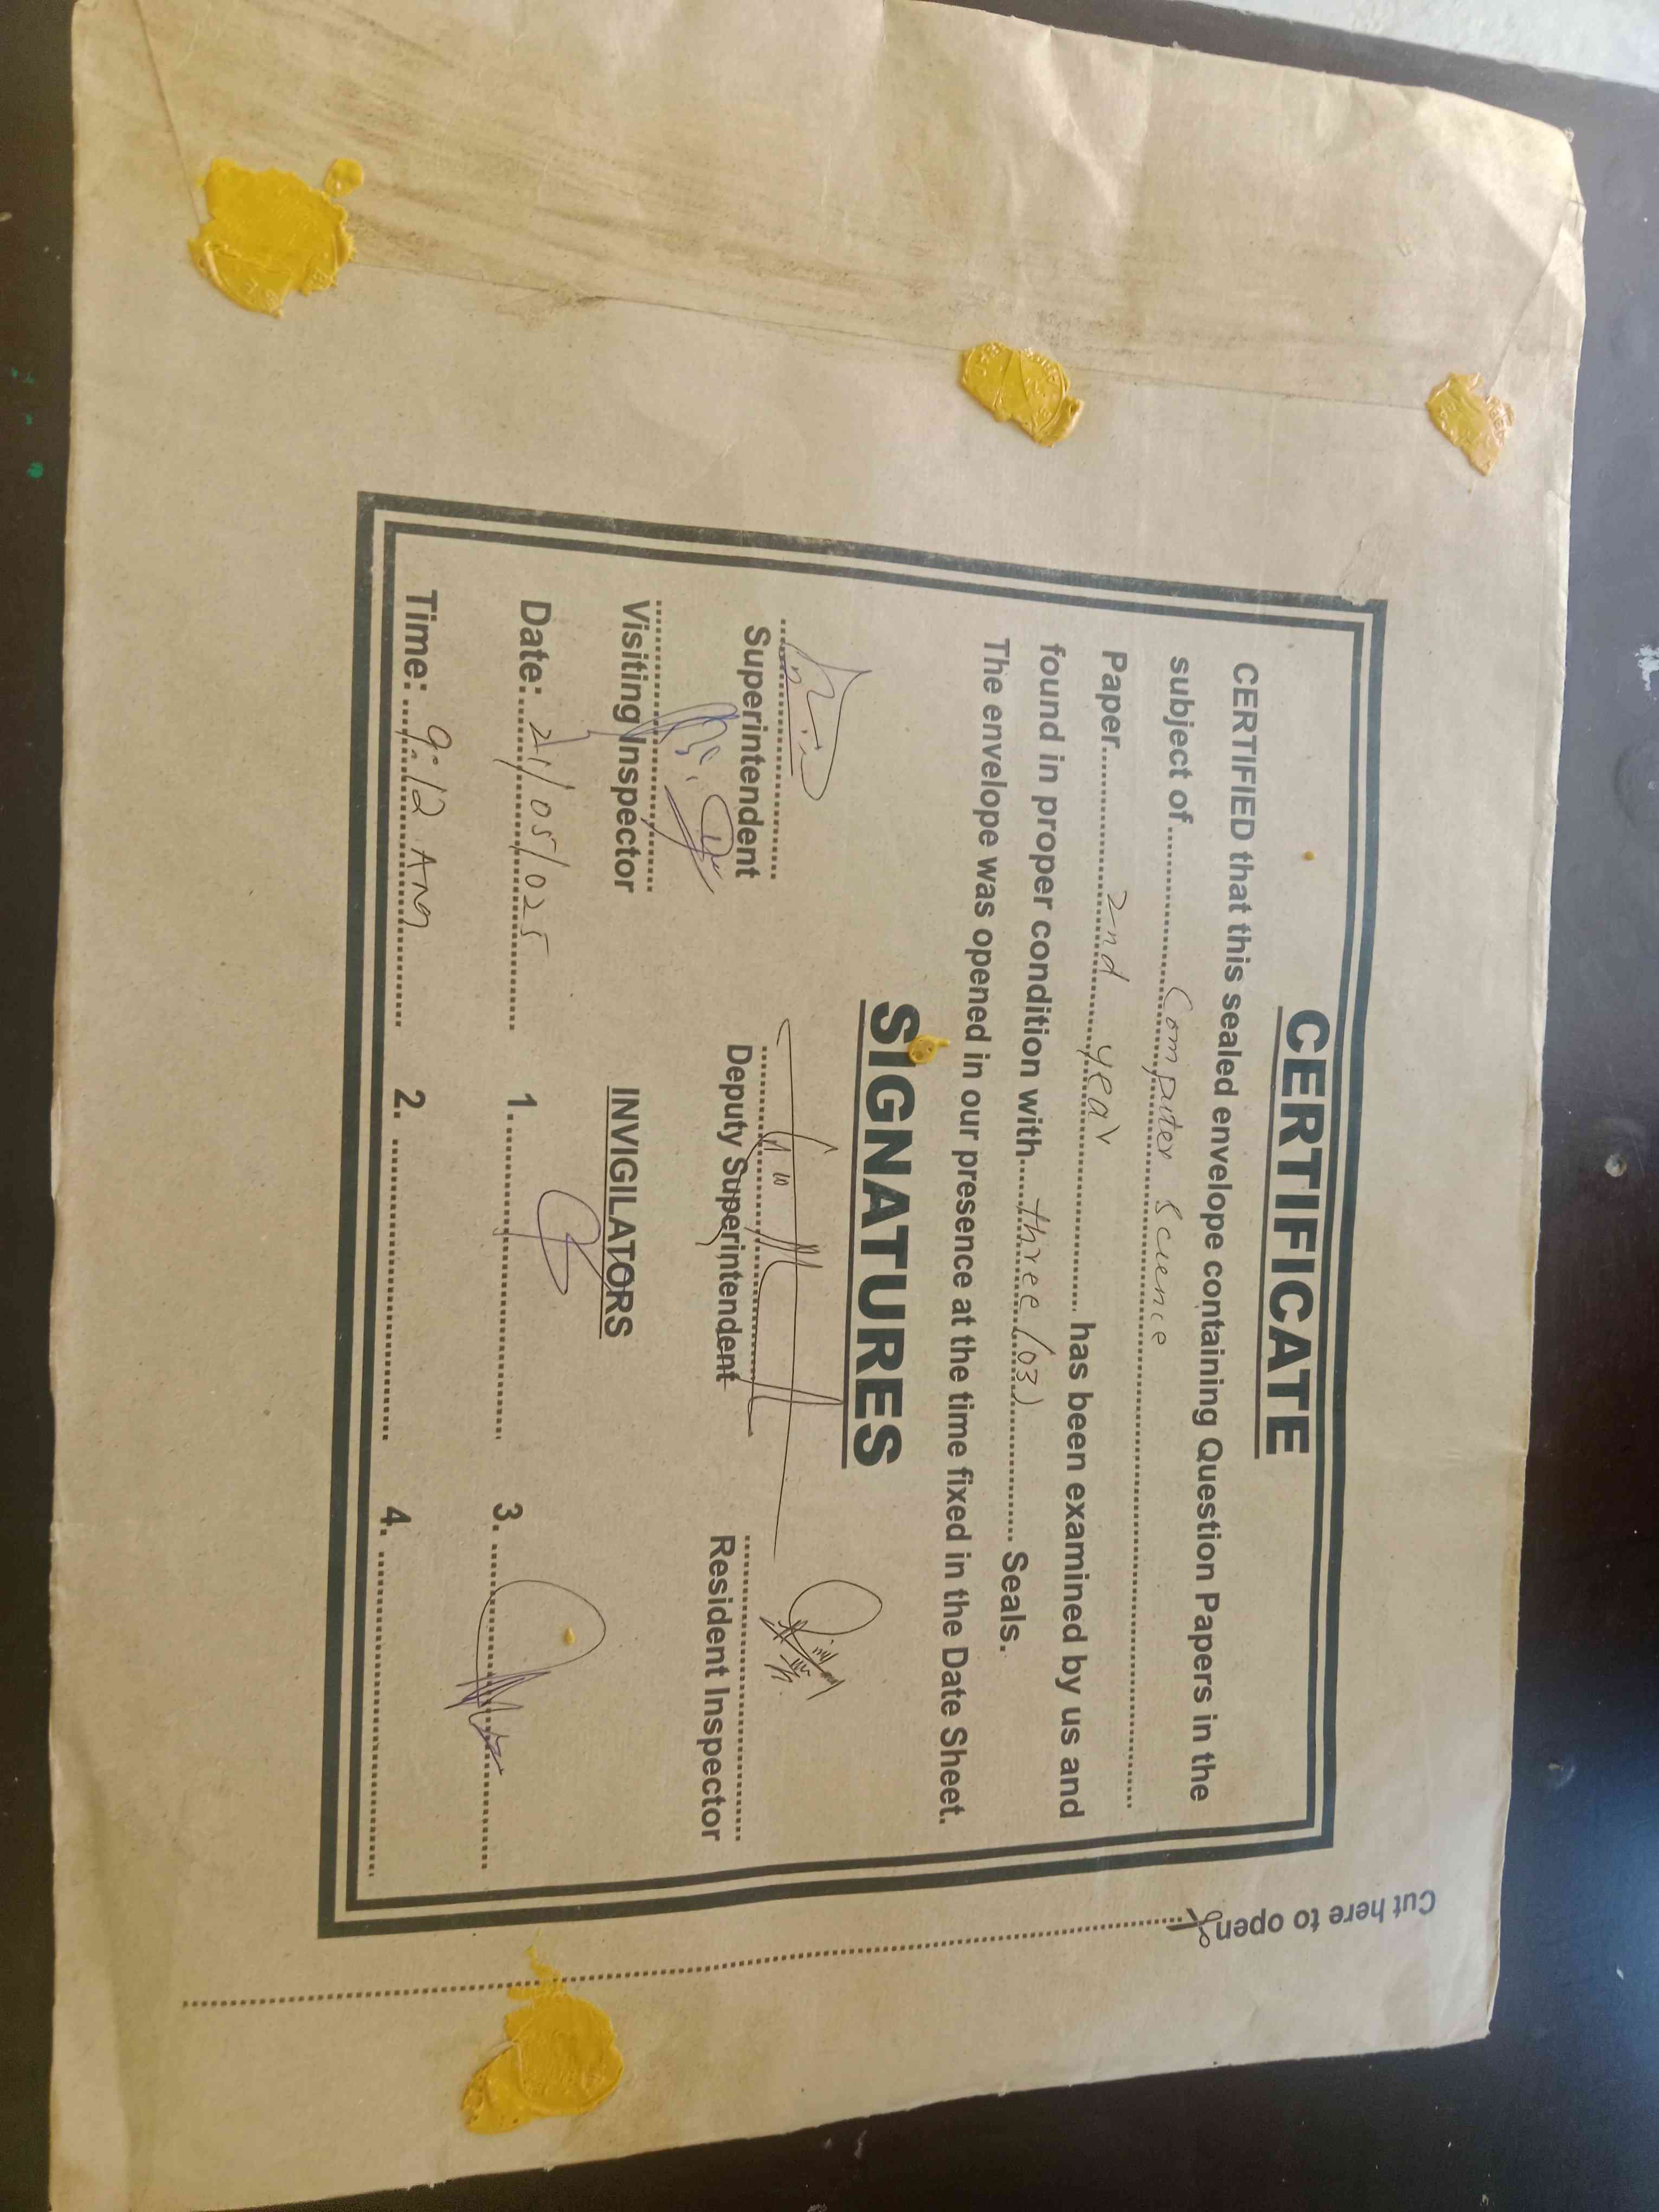 CERTIFICATE
CERTIFIED that this sealed envelope containing Question Papers in the
subject of.......... Computer Science ..........
Paper.......... 2nd year .......... has been examined by us and
found in proper condition with...... three (03) .......... Seals.
The envelope was opened in our presence at the time fixed in the Date Sheet.
SIGNATURES
Superintendent Deputy Superintendent Resident Inspector
Visiting Inspector INVIGILATORS
Date: 21/05/025 1. 3.
Time: 9:12 AM 2. 4.
Cut here to open